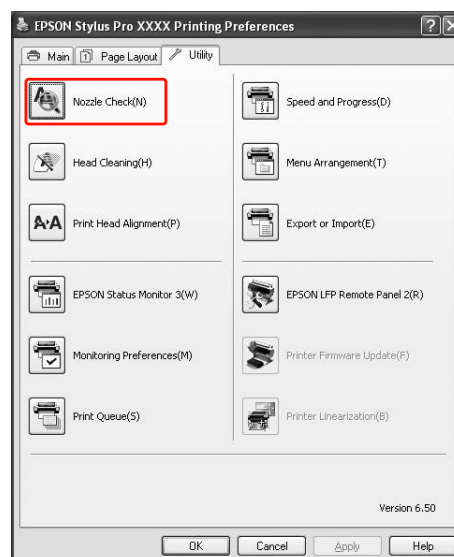 EPSON Stylus Pro XXXX Printing Preferences
Main
Page Layout
Utility
Nozzle Check(N)
Speed and Progress(D)
Head Cleaning(H)
Menu Arrangement(T)
A:A
Print Head Alignment(P)
Export or Import(E)
EPSON Status Monitor 3(W)
EPSON LFP Remote Panel 2(R)
Monitoring Preferences(M)
Printer Firmware Update(F)
Print Queue(S)
Printer Linearization(B)
Version 6.50
OK
Cancel
Apply
Help